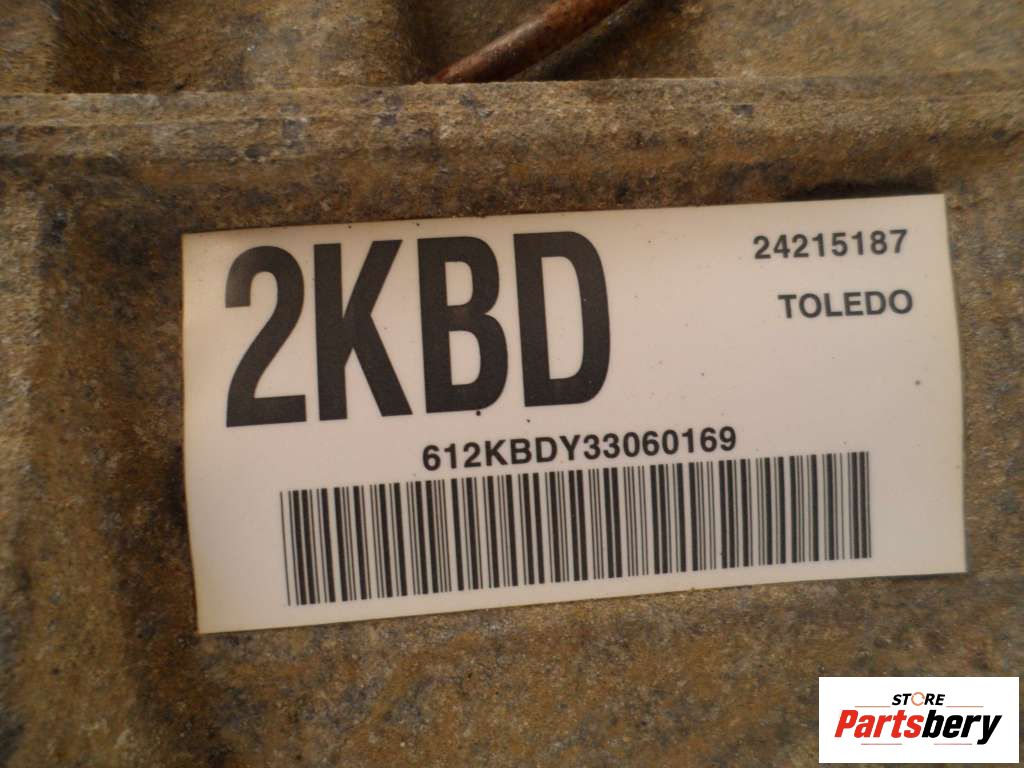 2KBD
24215187
TOLEDO
612KBDY33060169
STORE
Partsbery